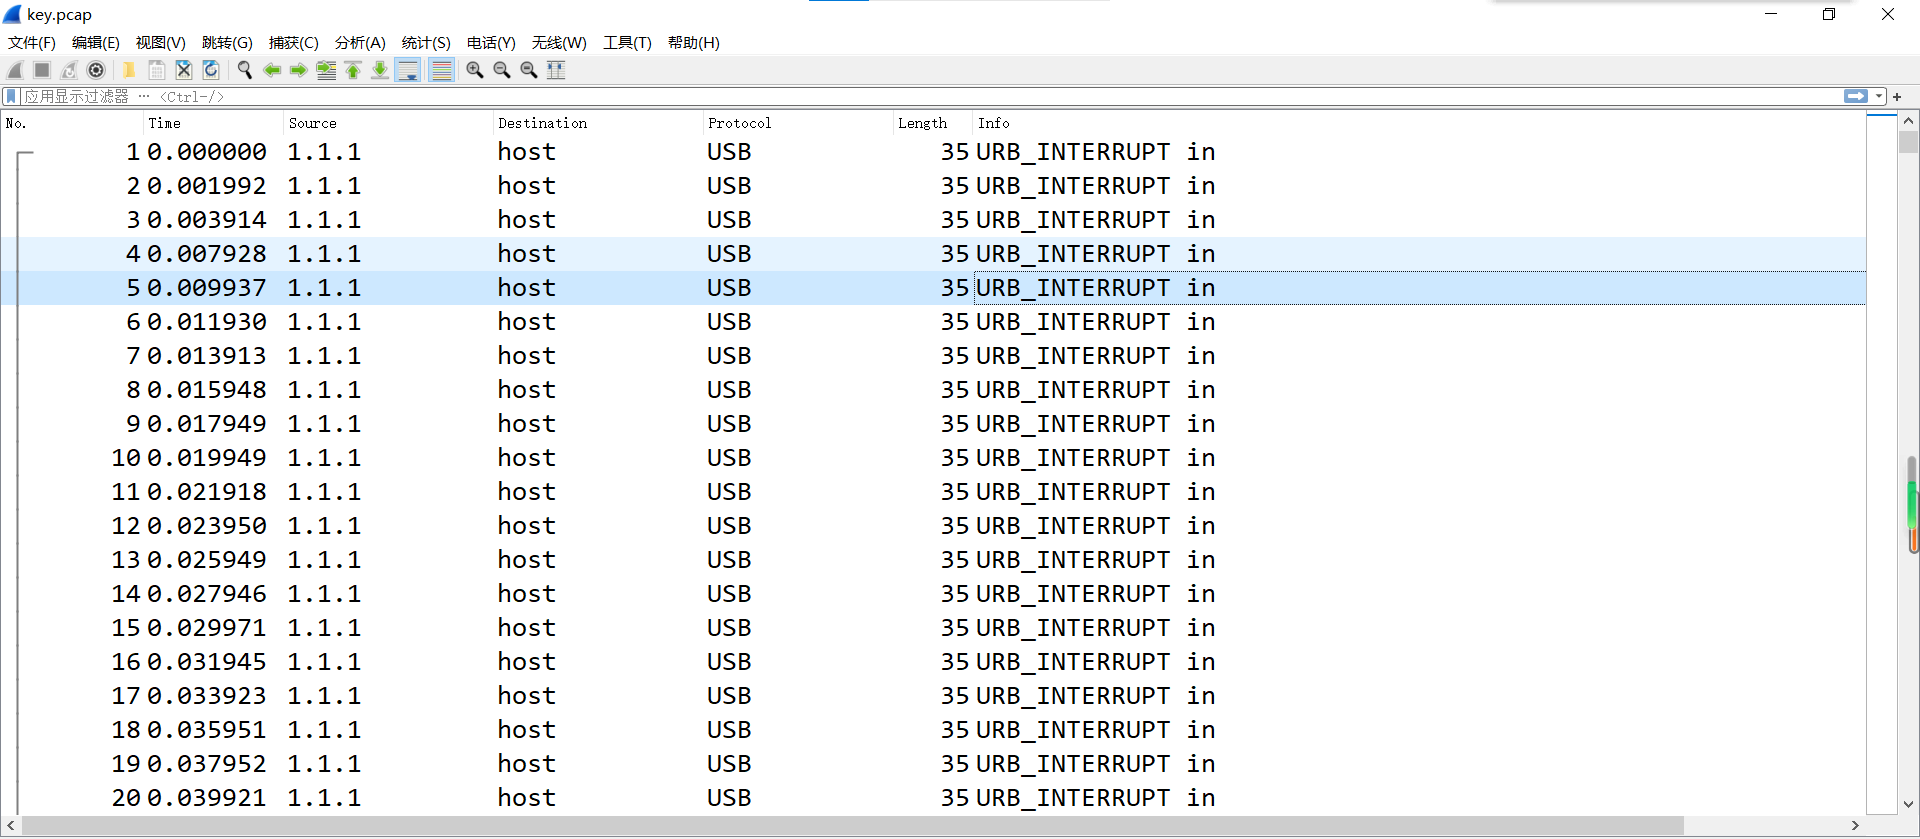 key.pcap
文件(F) 编辑(E) 视图(V) 跳转(G) 捕获(C) 分析(A) 统计(S) 电话(Y) 无线(W) 工具(T) 帮助(H)
应用显示过滤器 … <Ctrl-/>
No. Time Source Destination Protocol Length Info
1 0.000000 1.1.1 host USB 35 URB_INTERRUPT in
2 0.001992 1.1.1 host USB 35 URB_INTERRUPT in
3 0.003914 1.1.1 host USB 35 URB_INTERRUPT in
4 0.007928 1.1.1 host USB 35 URB_INTERRUPT in
5 0.009937 1.1.1 host USB 35 URB_INTERRUPT in
6 0.011930 1.1.1 host USB 35 URB_INTERRUPT in
7 0.013913 1.1.1 host USB 35 URB_INTERRUPT in
8 0.015948 1.1.1 host USB 35 URB_INTERRUPT in
9 0.017949 1.1.1 host USB 35 URB_INTERRUPT in
10 0.019949 1.1.1 host USB 35 URB_INTERRUPT in
11 0.021918 1.1.1 host USB 35 URB_INTERRUPT in
12 0.023950 1.1.1 host USB 35 URB_INTERRUPT in
13 0.025949 1.1.1 host USB 35 URB_INTERRUPT in
14 0.027946 1.1.1 host USB 35 URB_INTERRUPT in
15 0.029971 1.1.1 host USB 35 URB_INTERRUPT in
16 0.031945 1.1.1 host USB 35 URB_INTERRUPT in
17 0.033923 1.1.1 host USB 35 URB_INTERRUPT in
18 0.035951 1.1.1 host USB 35 URB_INTERRUPT in
19 0.037952 1.1.1 host USB 35 URB_INTERRUPT in
20 0.039921 1.1.1 host USB 35 URB_INTERRUPT in